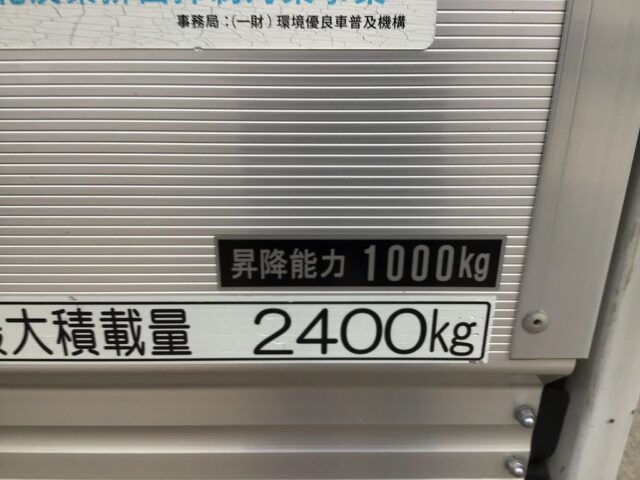 事務局：(一財)環境優良車普及機構
昇降能力 1000kg
最大積載量 2400kg